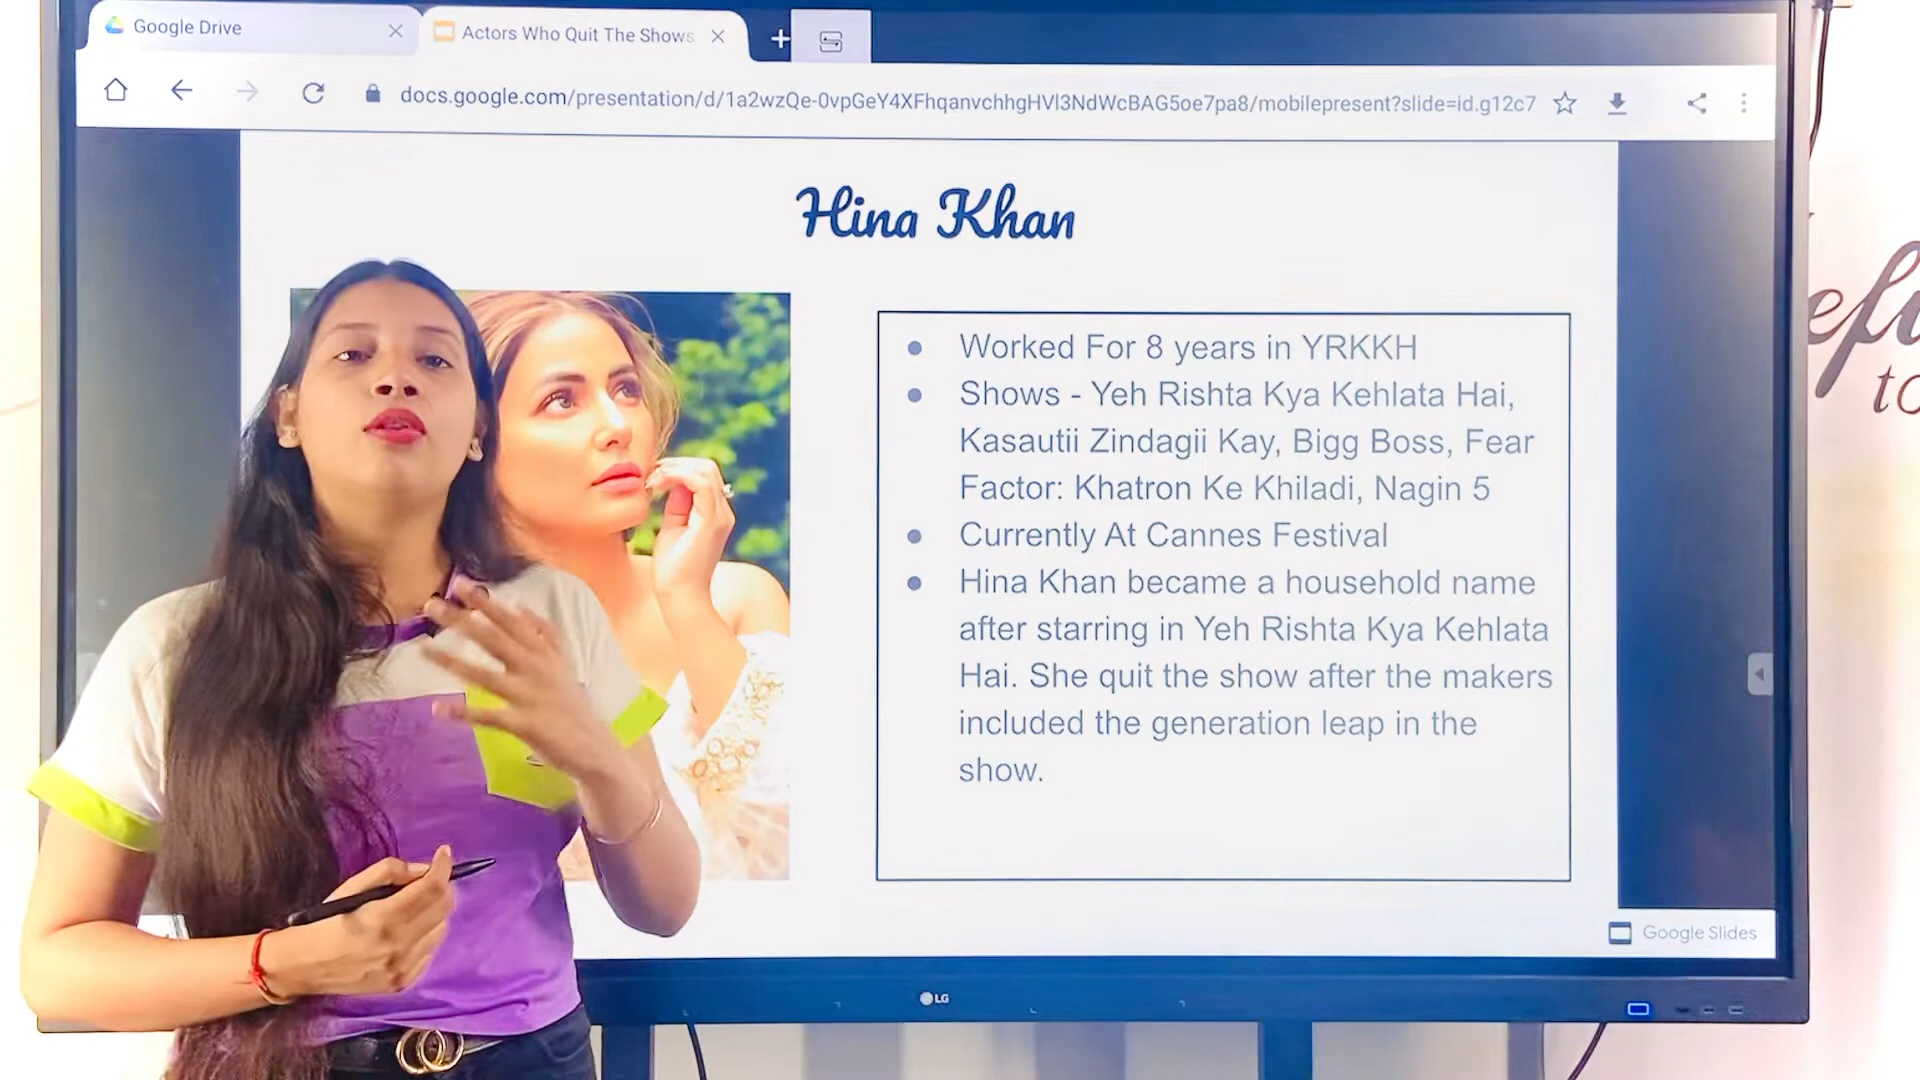 Google Drive
Actors Who Quit The Shows
docs.google.com/presentation/d/1a2wzQe-0vpGeY4XFhqanvchhgHVl3NdWcBAG5oe7pa8/mobilepresent?slide=id.g12c7
Hina Khan
• Worked For 8 years in YRKKH
• Shows - Yeh Rishta Kya Kehlata Hai,
Kasautii Zindagii Kay, Bigg Boss, Fear
Factor: Khatron Ke Khiladi, Nagin 5
• Currently At Cannes Festival
• Hina Khan became a household name
after starring in Yeh Rishta Kya Kehlata
Hai. She quit the show after the makers
included the generation leap in the
show.
Google Slides
LG